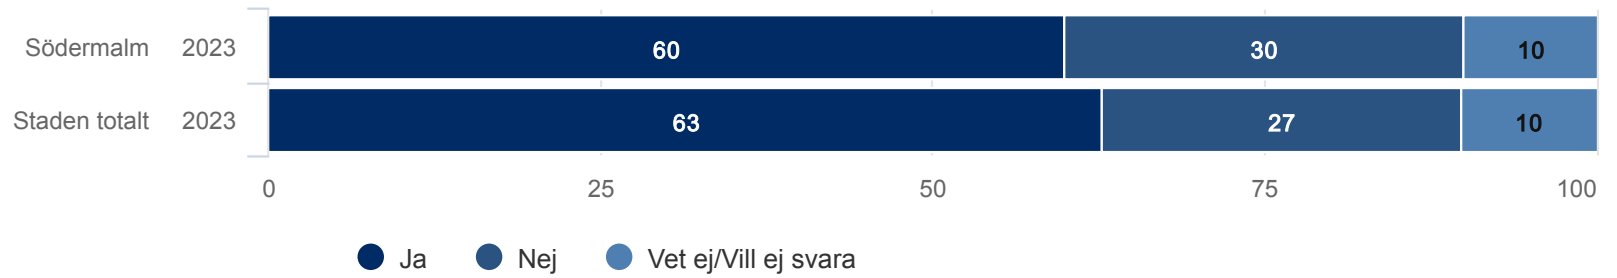 Södermalm 2023 60 30 10
Staden totalt 2023 63 27 10
0 25 50 75 100
Ja Nej Vet ej/Vill ej svara